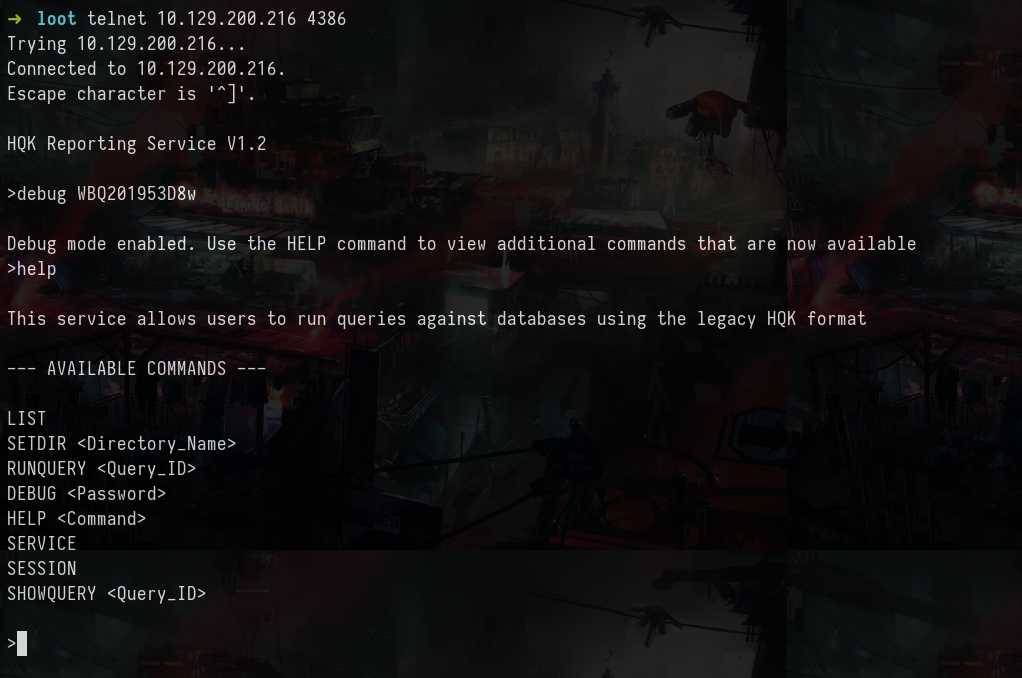 → loot telnet 10.129.200.216 4386
Trying 10.129.200.216...
Connected to 10.129.200.216.
Escape character is '^]'.
HQK Reporting Service V1.2
>debug WBQ201953D8w
Debug mode enabled. Use the HELP command to view additional commands that are now available
>help
This service allows users to run queries against databases using the legacy HQK format
--- AVAILABLE COMMANDS ---
LIST
SETDIR <Directory_Name>
RUNQUERY <Query_ID>
DEBUG <Password>
HELP <Command>
SERVICE
SESSION
SHOWQUERY <Query_ID>
>